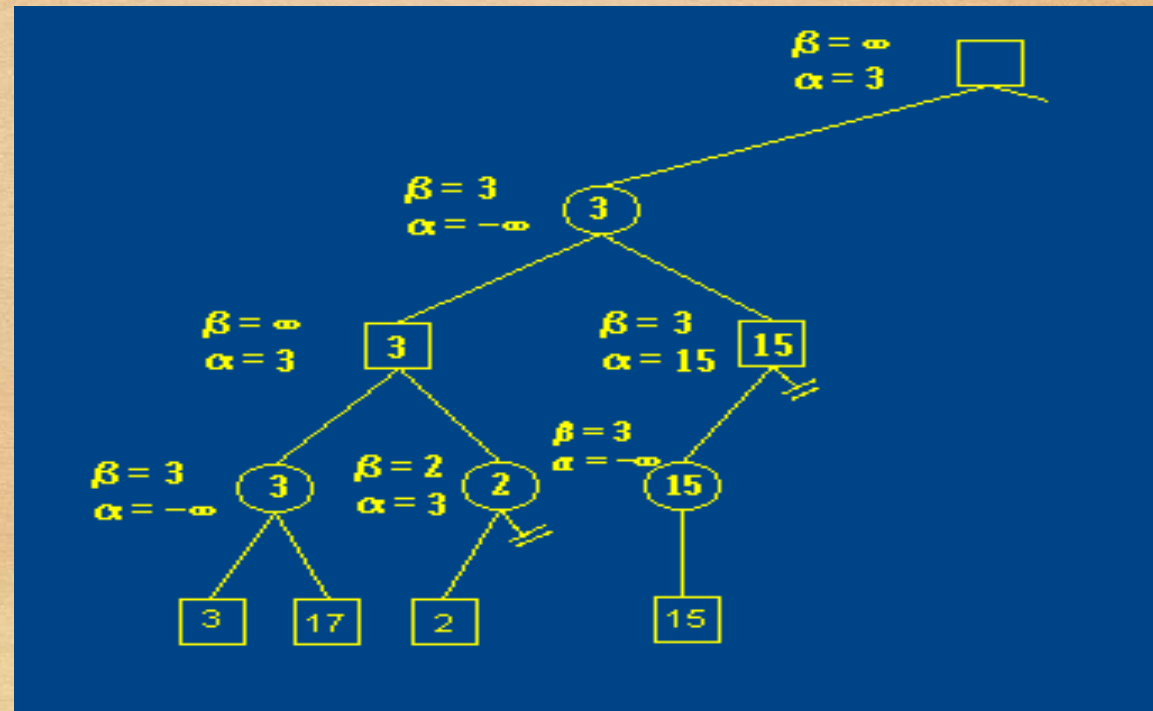 β = ∞
α = 3
β = 3
α = −∞
3
β = ∞
α = 3
3
β = 3
α = 15
15
β = 3
α = −∞
3
β = 2
α = 3
2
β = 3
α = −∞
15
3
17
2
15